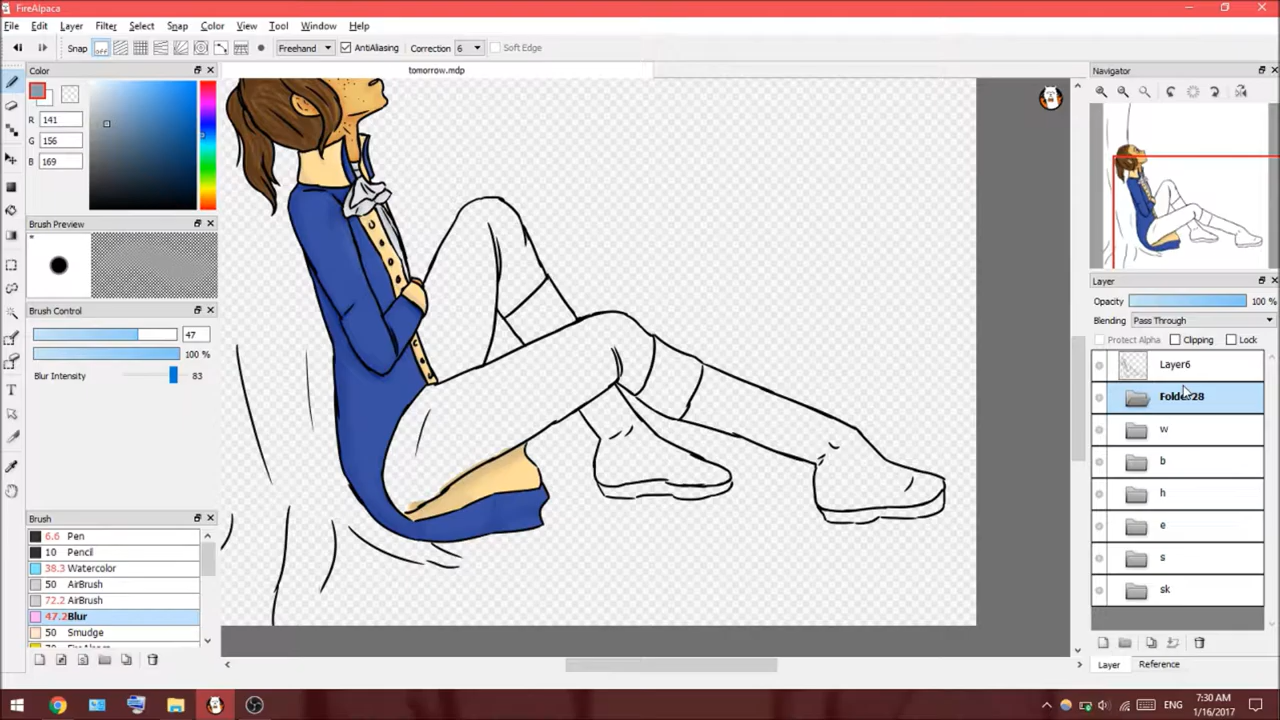 FireAlpaca
File Edit Layer Filter Select Snap Color View Tool Window Help
Snap off Freehand AntiAliasing Correction 6 Soft Edge
Color
tomorrow.mdp
Navigator
R 141
G 156
B 169
Brush Preview
Brush Control
47
100 %
Blur Intensity 83
Layer
Opacity 100 %
Blending Pass Through
Protect Alpha Clipping Lock
Layer6
Folder28
w
b
h
e
s
sk
Brush
6.6 Pen
10 Pencil
38.3 Watercolor
50 AirBrush
72.2 AirBrush
47.2 Blur
50 Smudge
Layer Reference
ENG
7:30 AM
1/16/2017